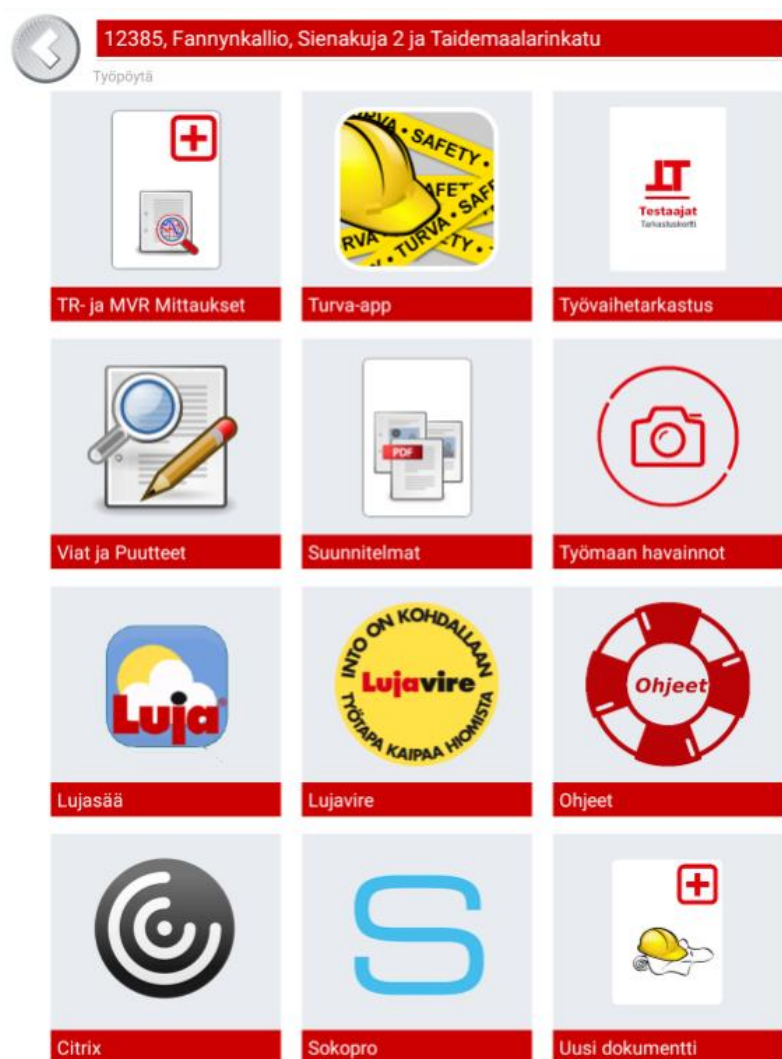 12385, Fannynkallio, Sienakuja 2 ja Taidemaalarinkatu
Työpöytä
TURVA • SAFETY •
TURVA • SAFETY
TR- ja MVR Mittaukset
Turva-app
TT
Testaajat
Tarkastuskortti
Työvaihetarkastus
PDF
Viat ja Puutteet
Suunnitelmat
Työmaan havainnot
Luja
INTO ON KOHDALLAAN
Lujavire
TYÖTAPA KAIPAA HIOMISTA
Ohjeet
Lujasää
Lujavire
Ohjeet
S
Citrix
Sokopro
Uusi dokumentti